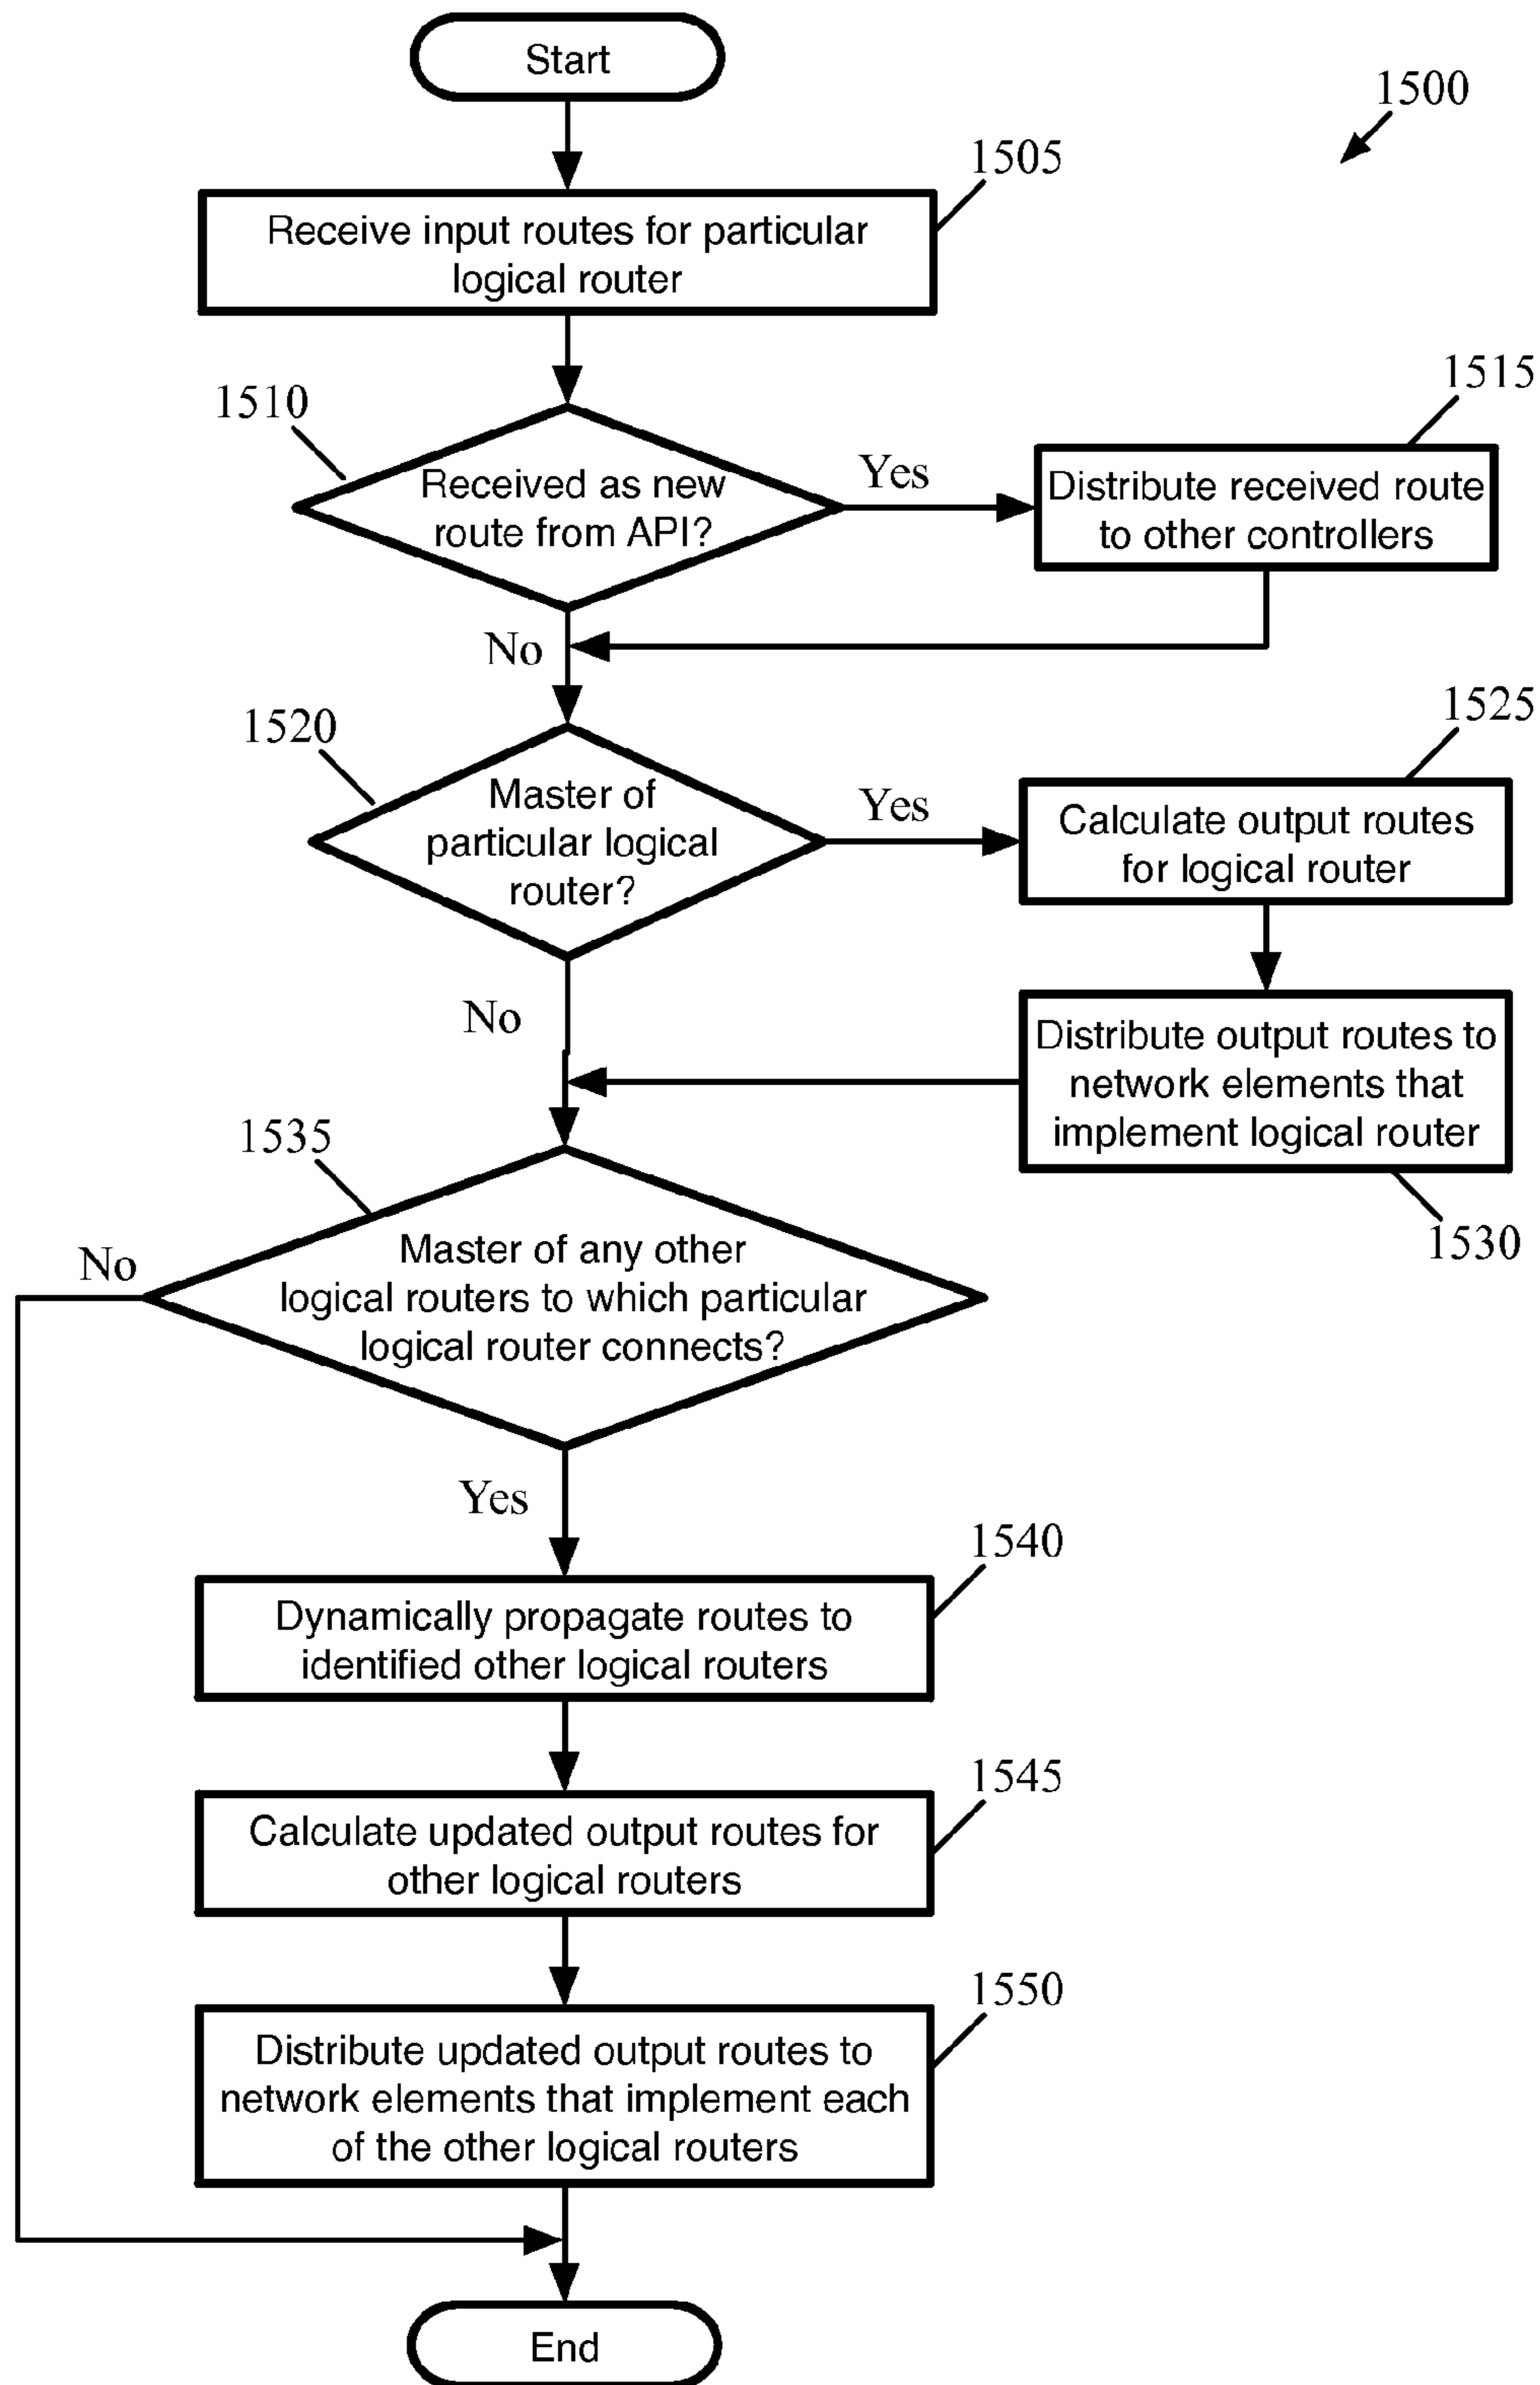 Start
1500
1505
Receive input routes for particular
logical router
1510
1515
Received as new
route from API?
Yes
Distribute received route
to other controllers
No
1520
1525
Master of
particular logical
router?
Yes
Calculate output routes
for logical router
No
Distribute output routes to
network elements that
implement logical router
1530
1535
No
Master of any other
logical routers to which particular
logical router connects?
Yes
1540
Dynamically propagate routes to
identified other logical routers
1545
Calculate updated output routes for
other logical routers
1550
Distribute updated output routes to
network elements that implement each
of the other logical routers
End